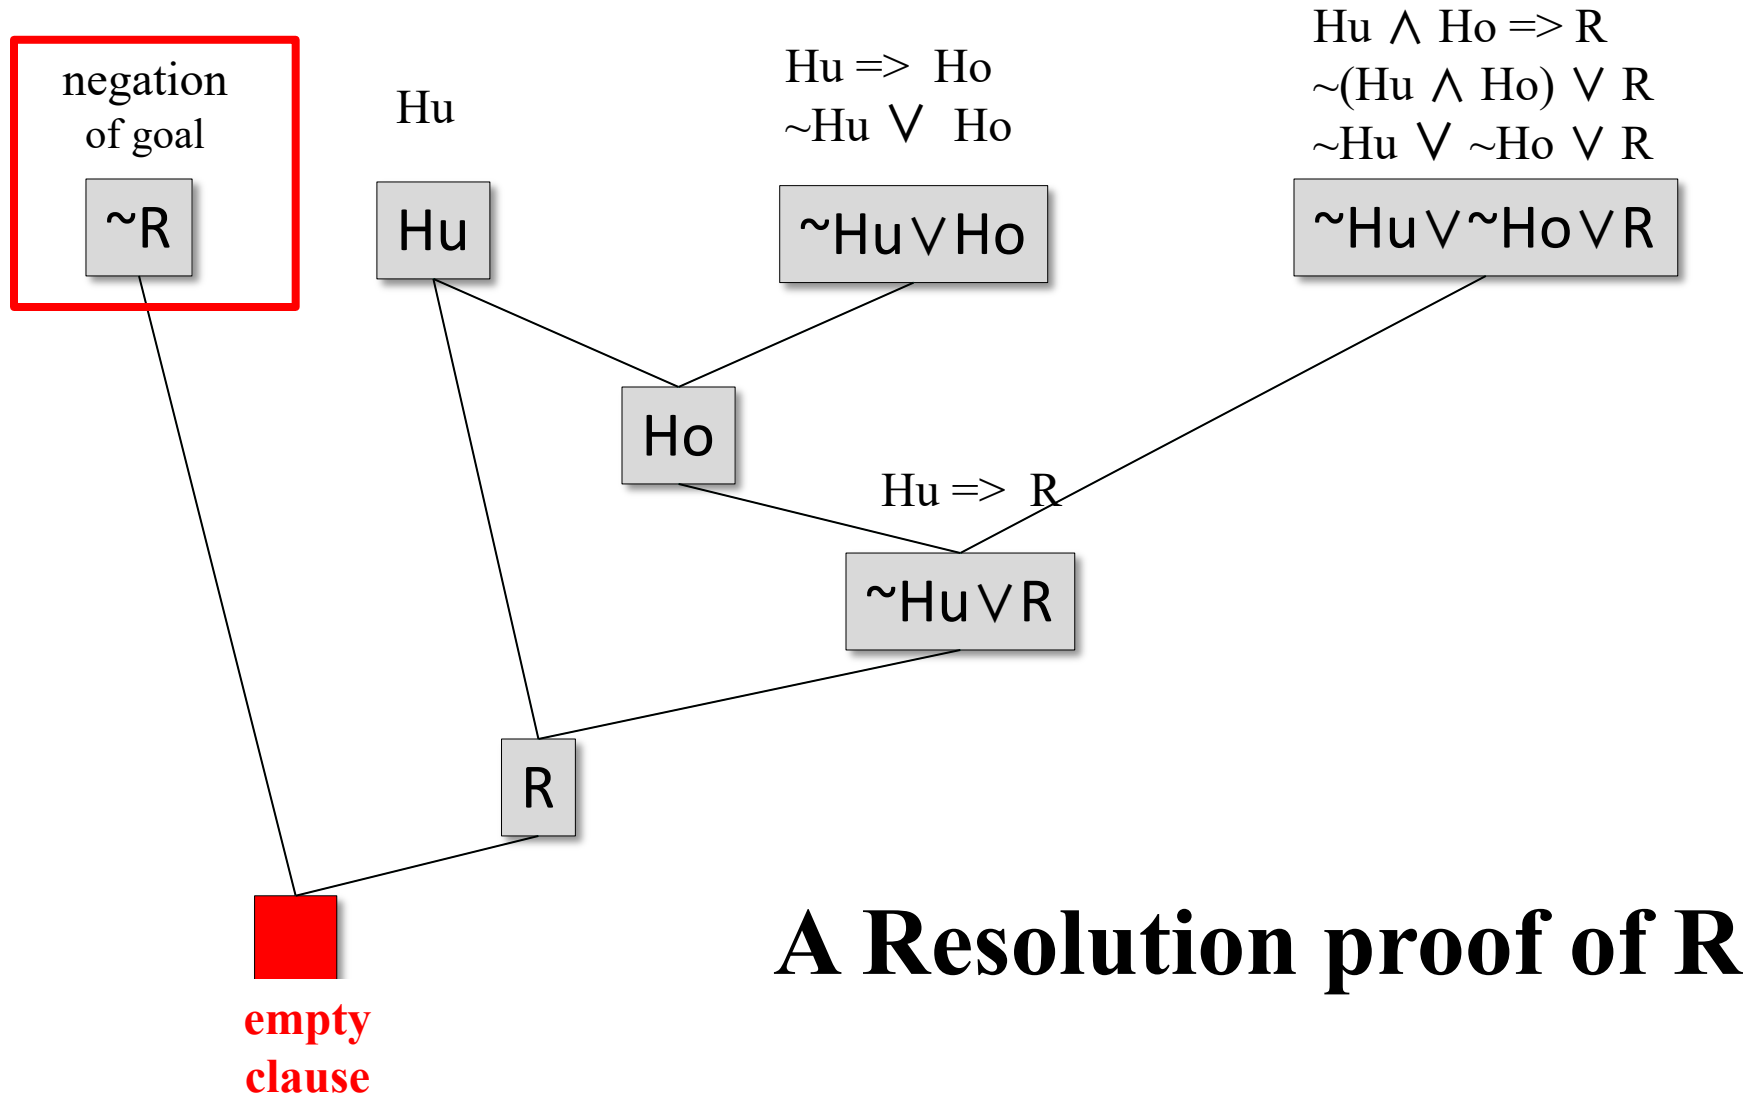 negation
of goal
~R
Hu
Hu
Hu => Ho
~Hu ∨ Ho
~Hu∨Ho
Hu ∧ Ho => R
~(Hu ∧ Ho) ∨ R
~Hu ∨ ~Ho ∨ R
~Hu∨~Ho∨R
Ho
Hu => R
~Hu∨R
R
A Resolution proof of R
empty
clause